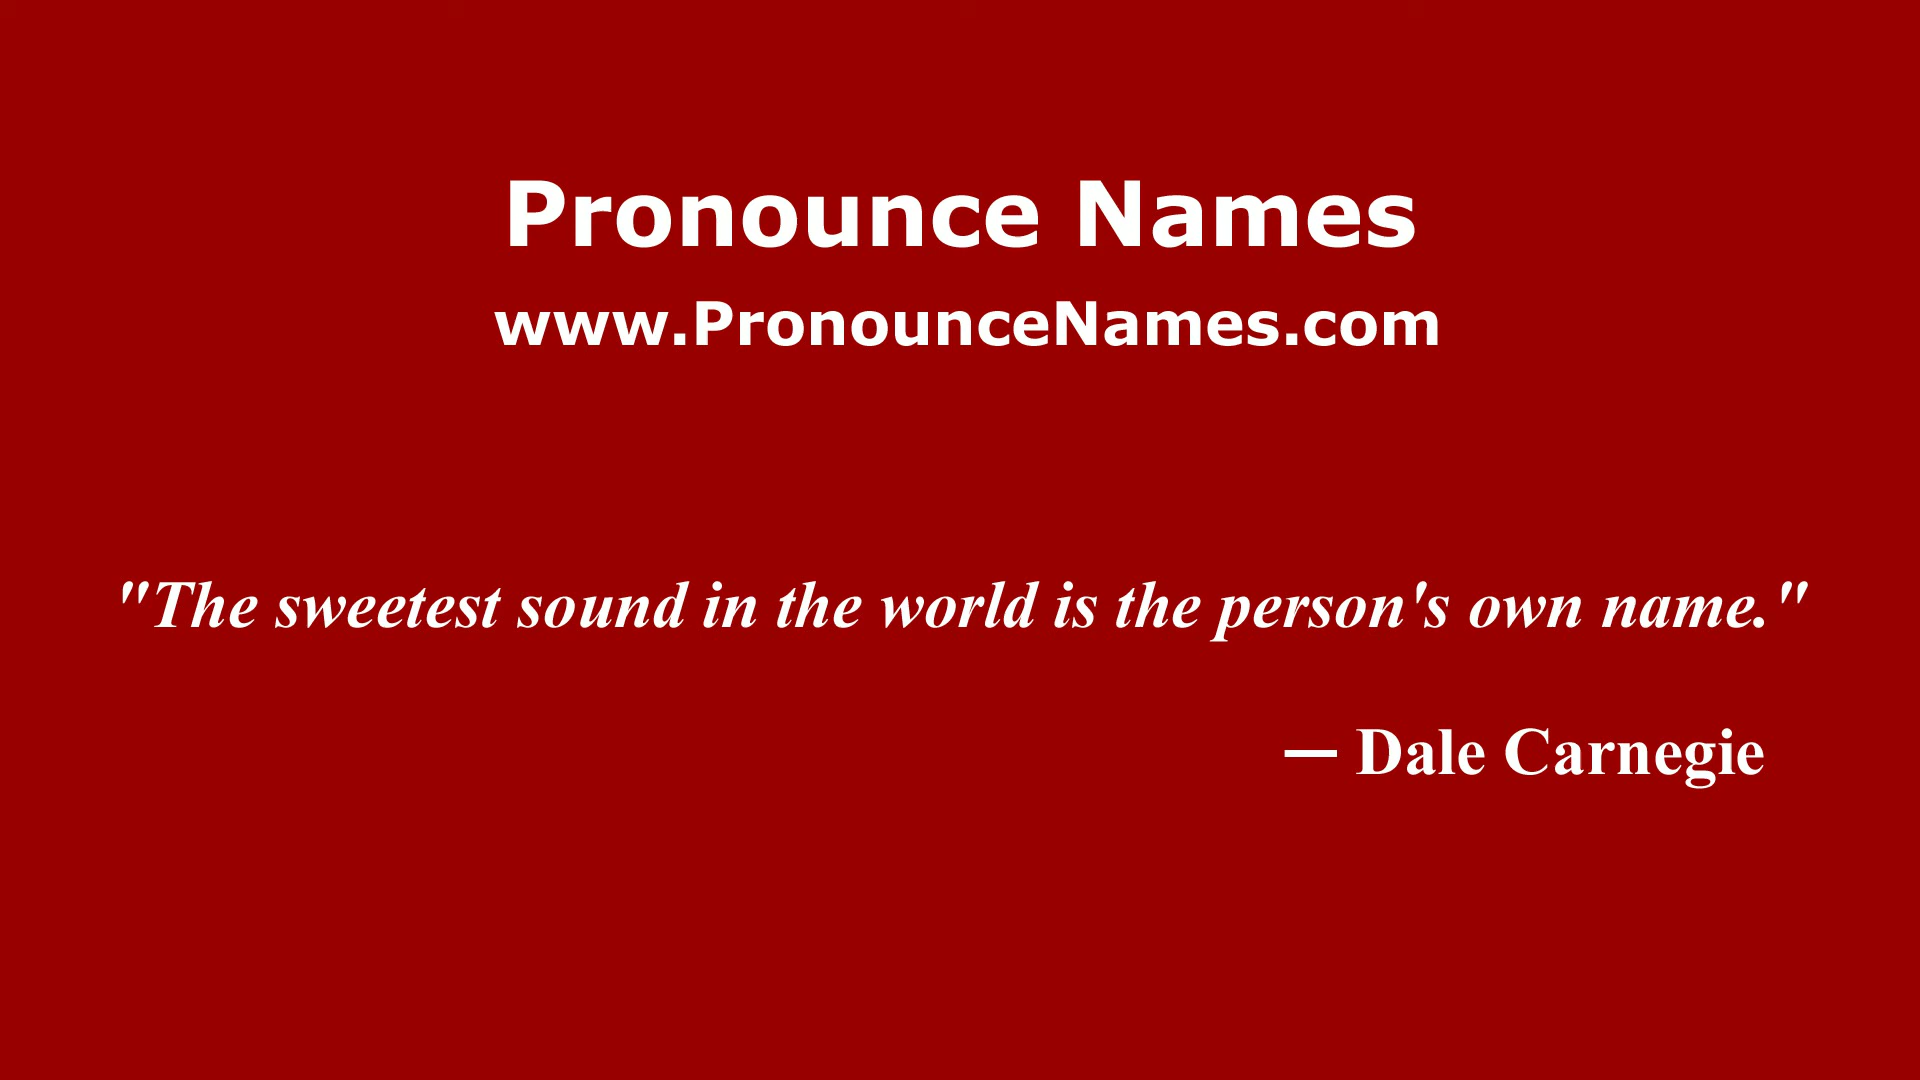 Pronounce Names
www.PronounceNames.com
"The sweetest sound in the world is the person's own name."
— Dale Carnegie